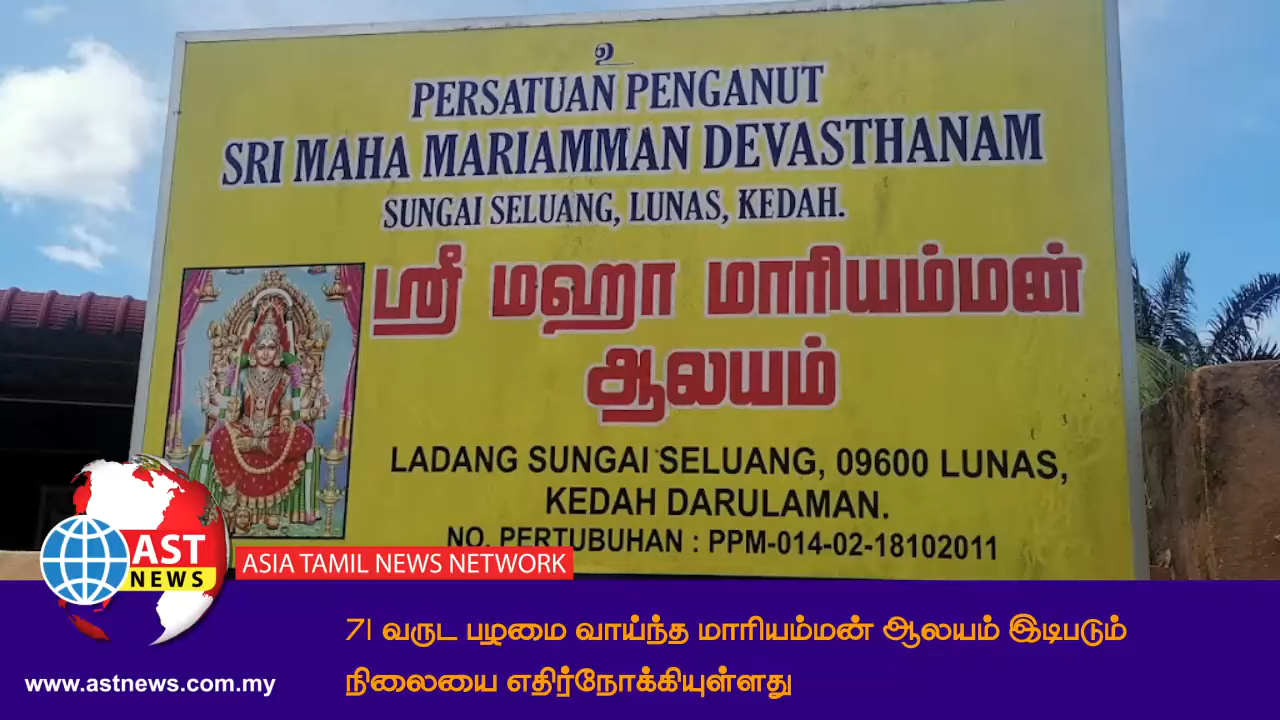 உ
PERSATUAN PENGANUT
SRI MAHA MARIAMMAN DEVASTHANAM
SUNGAI SELUANG, LUNAS, KEDAH.
ஸ்ரீ மஹா மாரியம்மன்
ஆலயம்
LADANG SUNGAI SELUANG, 09600 LUNAS,
KEDAH DARULAMAN.
NO. PERTUBUHAN : PPM-014-02-18102011
AST
NEWS
ASIA TAMIL NEWS NETWORK
71 வருட பழமை வாய்ந்த மாரியம்மன் ஆலயம் இடிபடும்
நிலையை எதிர்நோக்கியுள்ளது
www.astnews.com.my